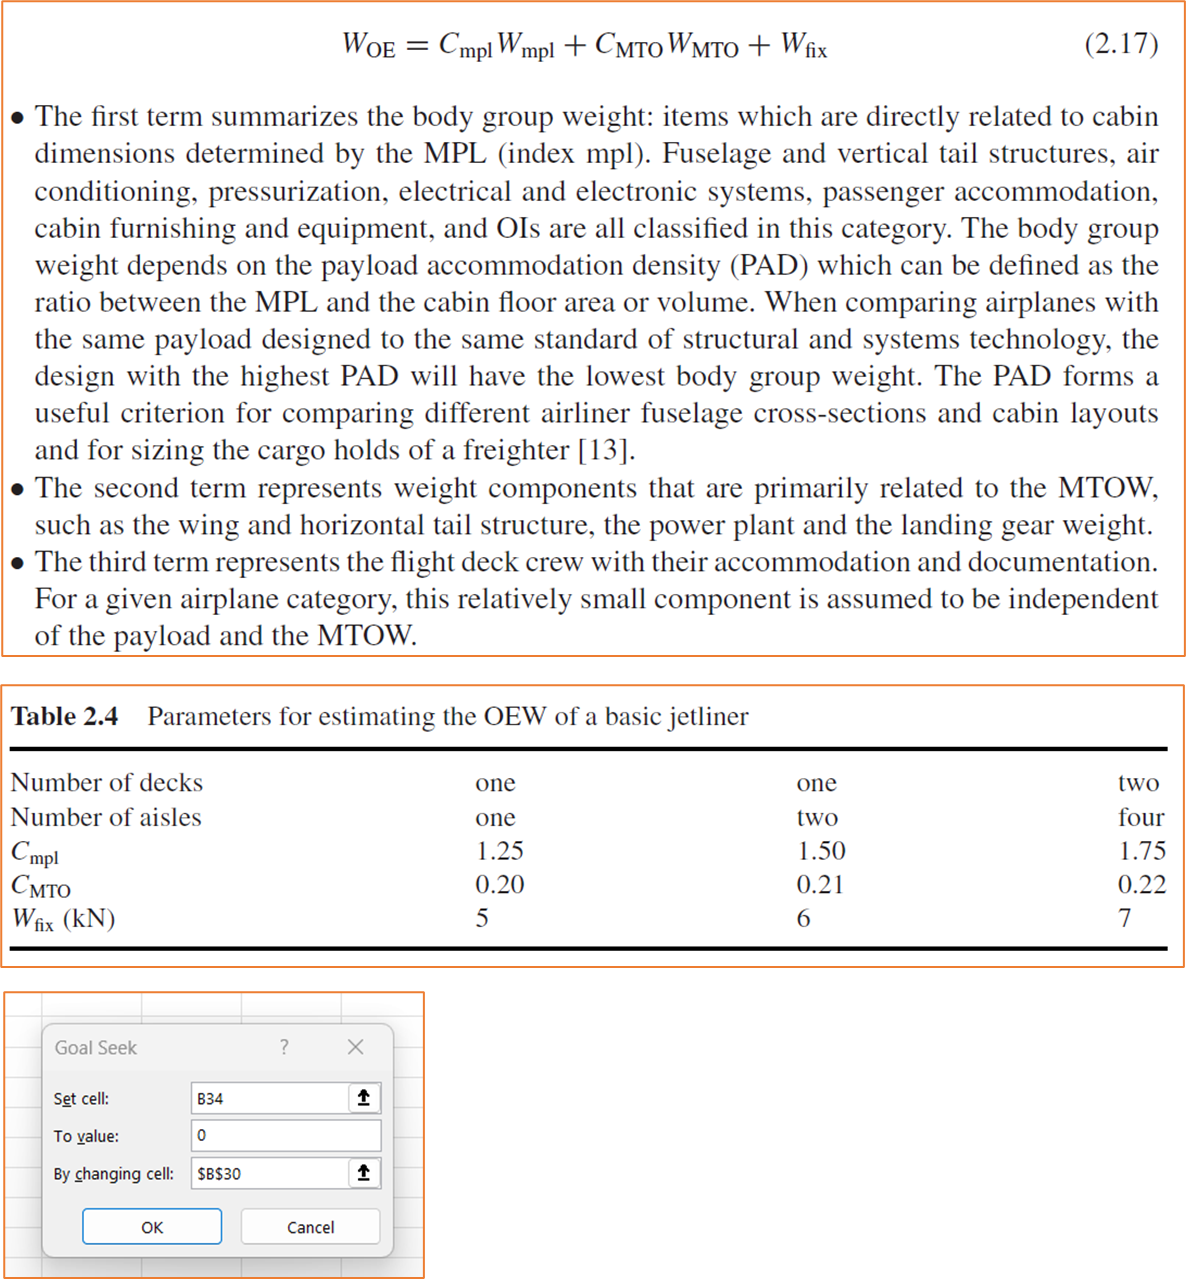 W_OE = C_mpl W_mpl + C_MTO W_MTO + W_fix (2.17)
• The first term summarizes the body group weight: items which are directly related to cabin
dimensions determined by the MPL (index mpl). Fuselage and vertical tail structures, air
conditioning, pressurization, electrical and electronic systems, passenger accommodation,
cabin furnishing and equipment, and OIs are all classified in this category. The body group
weight depends on the payload accommodation density (PAD) which can be defined as the
ratio between the MPL and the cabin floor area or volume. When comparing airplanes with
the same payload designed to the same standard of structural and systems technology, the
design with the highest PAD will have the lowest body group weight. The PAD forms a
useful criterion for comparing different airliner fuselage cross-sections and cabin layouts
and for sizing the cargo holds of a freighter [13].
• The second term represents weight components that are primarily related to the MTOW,
such as the wing and horizontal tail structure, the power plant and the landing gear weight.
• The third term represents the flight deck crew with their accommodation and documentation.
For a given airplane category, this relatively small component is assumed to be independent
of the payload and the MTOW.
Table 2.4 Parameters for estimating the OEW of a basic jetliner
Number of decks one one two
Number of aisles one two four
C_mpl 1.25 1.50 1.75
C_MTO 0.20 0.21 0.22
W_fix (kN) 5 6 7
Goal Seek ? ×
Set cell: B34
To value: 0
By changing cell: $B$30
OK Cancel